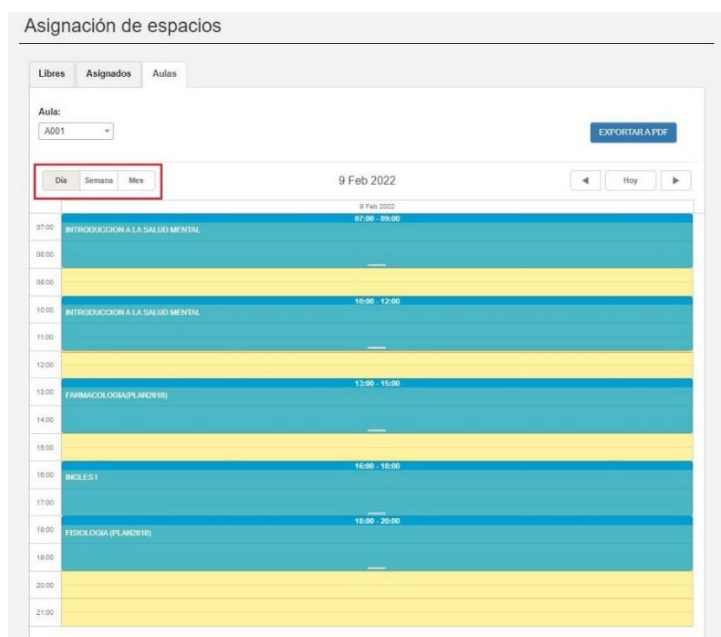 Asignación de espacios
Libres Asignados Aulas
Aula:
A001
EXPORTAR A PDF
Día Semana Mes
9 Feb 2022
Hoy
9 Feb 2022
07:00 - 09:00
07:00
INTRODUCCION A LA SALUD MENTAL
08:00
09:00
10:00 - 12:00
10:00
INTRODUCCION A LA SALUD MENTAL
11:00
12:00
13:00 - 15:00
13:00
FARMACOLOGIA(PLAN2010)
14:00
15:00
16:00 - 18:00
16:00
INGLES I
17:00
18:00 - 20:00
18:00
FISIOLOGIA (PLAN2010)
19:00
20:00
21:00